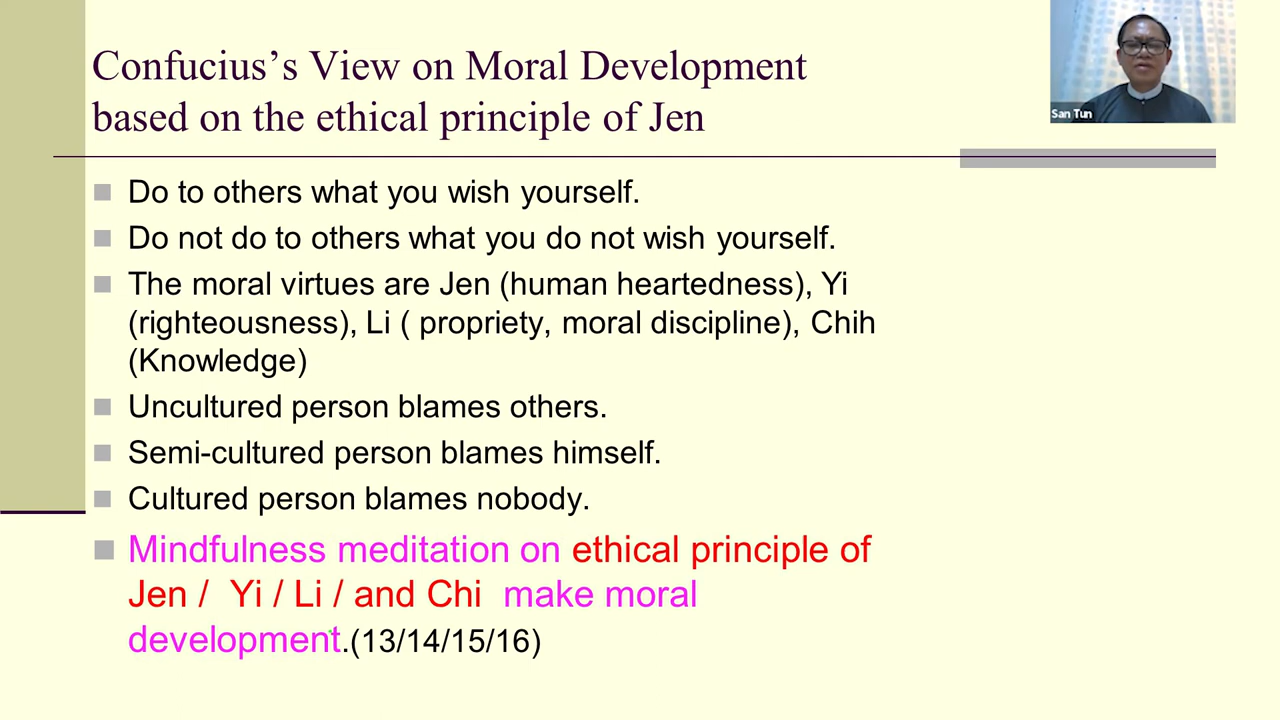 Confucius’s View on Moral Development
based on the ethical principle of Jen
San Tun
Do to others what you wish yourself.
Do not do to others what you do not wish yourself.
The moral virtues are Jen (human heartedness), Yi
(righteousness), Li ( propriety, moral discipline), Chih
(Knowledge)
Uncultured person blames others.
Semi-cultured person blames himself.
Cultured person blames nobody.
Mindfulness meditation on ethical principle of
Jen / Yi / Li / and Chi make moral
development.(13/14/15/16)